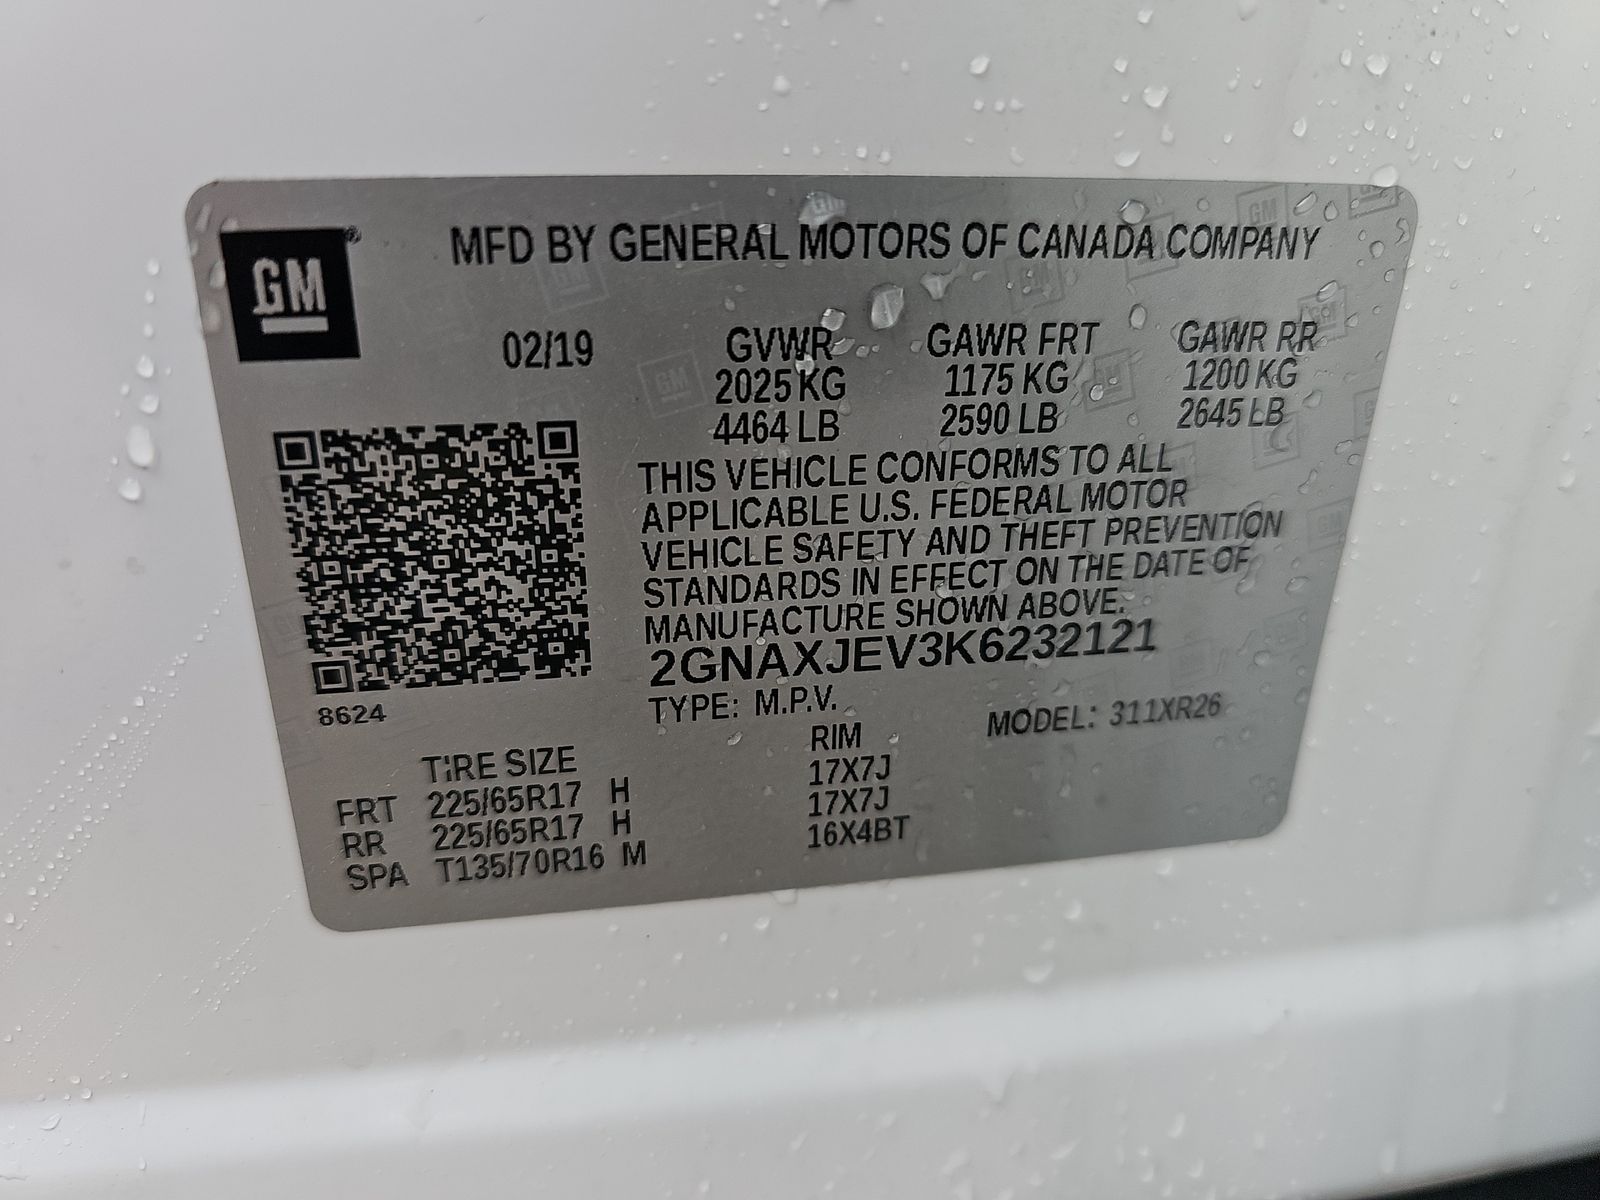 GM
MFD BY GENERAL MOTORS OF CANADA COMPANY
02/19 GVWR GAWR FRT GAWR RR
2025 KG 1175 KG 1200 KG
4464 LB 2590 LB 2645 LB
THIS VEHICLE CONFORMS TO ALL
APPLICABLE U.S. FEDERAL MOTOR
VEHICLE SAFETY AND THEFT PREVENTION
STANDARDS IN EFFECT ON THE DATE OF
MANUFACTURE SHOWN ABOVE.
2GNAXJEV3K6232121
8624
TYPE: M.P.V. MODEL: 311XR26
TIRE SIZE RIM
FRT 225/65R17 H 17X7J
RR 225/65R17 H 17X7J
SPA T135/70R16 M 16X4BT